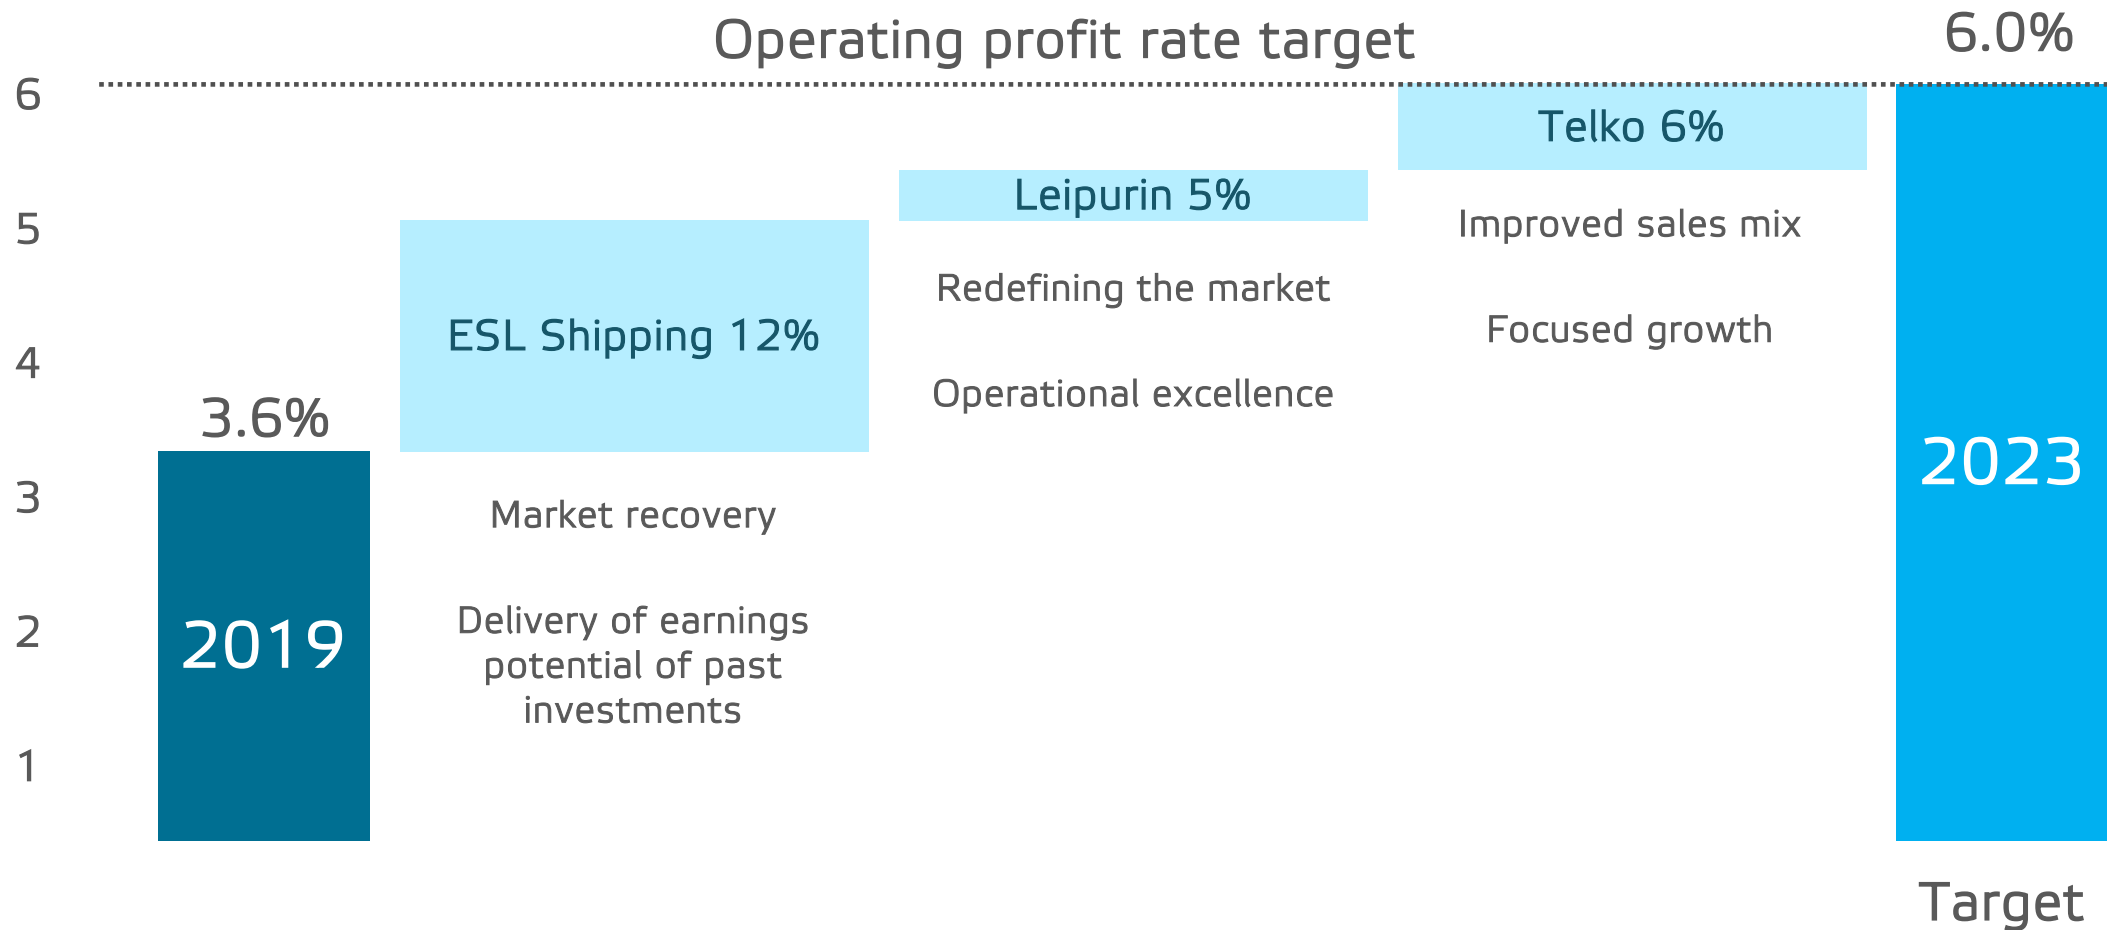 Operating profit rate target
6.0%
6
5
4
3
2
1
3.6%
2019
ESL Shipping 12%
Market recovery
Delivery of earnings
potential of past
investments
Leipurin 5%
Redefining the market
Operational excellence
Telko 6%
Improved sales mix
Focused growth
2023
Target